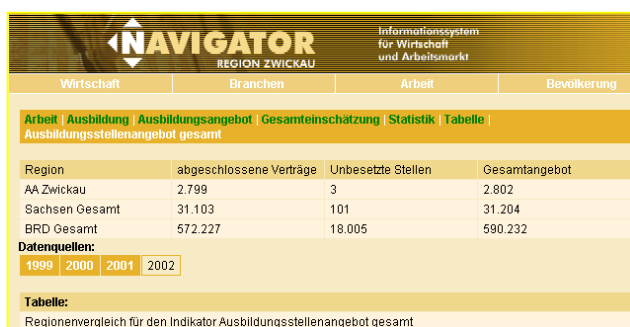 NAVIGATOR
REGION ZWICKAU
Informationssystem
für Wirtschaft
und Arbeitsmarkt
Wirtschaft Branchen Arbeit Bevölkerung
Arbeit | Ausbildung | Ausbildungsangebot | Gesamteinschätzung | Statistik | Tabelle |
Ausbildungsstellenangebot gesamt
Region abgeschlossene Verträge Unbesetzte Stellen Gesamtangebot
AA Zwickau 2.799 3 2.802
Sachsen Gesamt 31.103 101 31.204
BRD Gesamt 572.227 18.005 590.232
Datenquellen:
1999 2000 2001 2002
Tabelle:
Regionenvergleich für den Indikator Ausbildungsstellenangebot gesamt